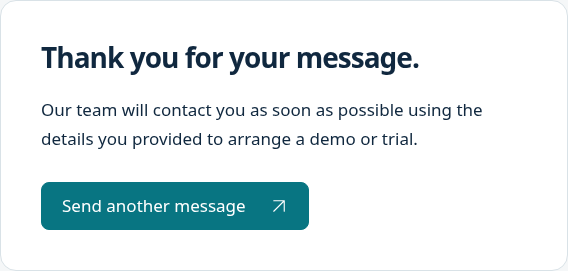 Thank you for your message.
Our team will contact you as soon as possible using the
details you provided to arrange a demo or trial.
Send another message